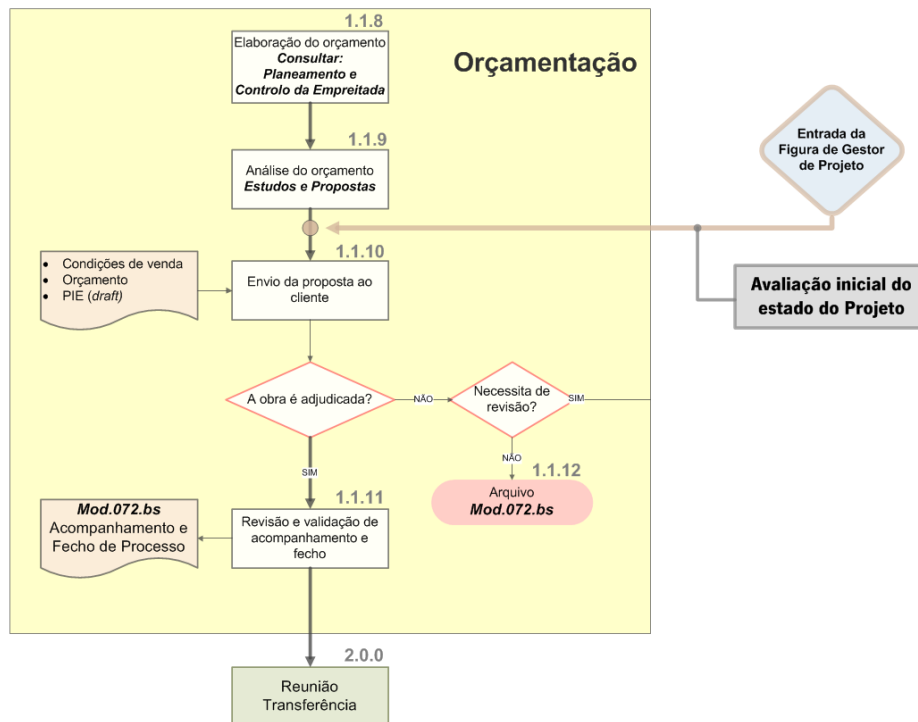 1.1.8
Elaboração do orçamento
Consultar:
Planeamento e
Controlo da Empreitada
Orçamentação
1.1.9
Análise do orçamento
Estudos e Propostas
Entrada da
Figura de Gestor
de Projeto
1.1.10
• Condições de venda
• Orçamento
• PIE (draft)
Envio da proposta ao
cliente
Avaliação inicial do
estado do Projeto
A obra é adjudicada?
NÃO
Necessita de
revisão?
SIM
NÃO
SIM
1.1.12
Arquivo
Mod.072.bs
1.1.11
Mod.072.bs
Acompanhamento e
Fecho de Processo
Revisão e validação de
acompanhamento e
fecho
2.0.0
Reunião
Transferência